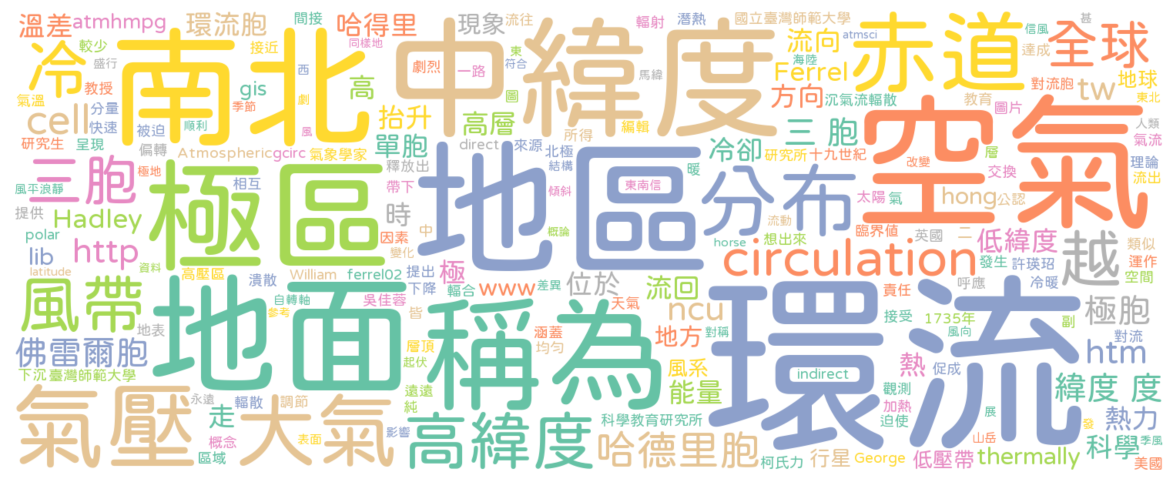 溫差 atmhmpg 環流胞 間接 哈得里 現象 流往 輻射 潛熱 國立臺灣師範大學 信風 甚
較少 南北 接近 同樣地 中緯度 流向 atmsci 赤道 達成 全球
冷 盛行 東 劇烈 一路 符合 馬緯 Ferrel 海陸 對流胞 地球
氣溫 教授 gis 西 高 圖 方向 沉氣流輻散 教育 tw 東北
cell 分量 季節 劇 抬升 高層 編輯 三 胞 圖片 人類
研究生 被迫 快速 順利 風 單胞 所得 冷卻 研究所 十九世紀 空氣 氣流
呈現 偏轉 Atmospheric gcirc 氣象學家 direct 來源 北極 改變 層 理論
三胞 極地 極區 釋放出 結構 地區 暖 分布 太陽 氣 交換 流出
風平浪靜 相互 帶下 傾斜 東南信 流動 臨界值 hong 公認
提供 Hadley 時 因素 中 概論 想出來 英國 二 低緯度 越 類似
polar http 變化 horse circulation 發生 許瑛玿 運作
lib 高壓區 潰散 William ferrel02 提出 極 輻合 下降 www 差異 位於 流回 呼應 冷暖 空間
latitude 資料 自轉軸 參考 吳佳蓉 皆 天氣 ncu 責任 1735年 極胞
風帶 地表 地面 稱為 涵蓋 均勻 地方 對稱 環流 接受 風向 副 對流
佛雷爾胞 層頂 起伏 風系 indirect 熱 促成 htm
下沉 臺灣師範大學 遠遠 純 能量 觀測 緯度 度
氣壓 永遠 輻散 調節 大氣 科學教育研究所 加熱 迫使 展 熱力
走 概念 表面 影響 高緯度 哈德里胞 山岳 發 科學 季風
區域 柯氏力 行星 George 低壓帶 thermally 美國